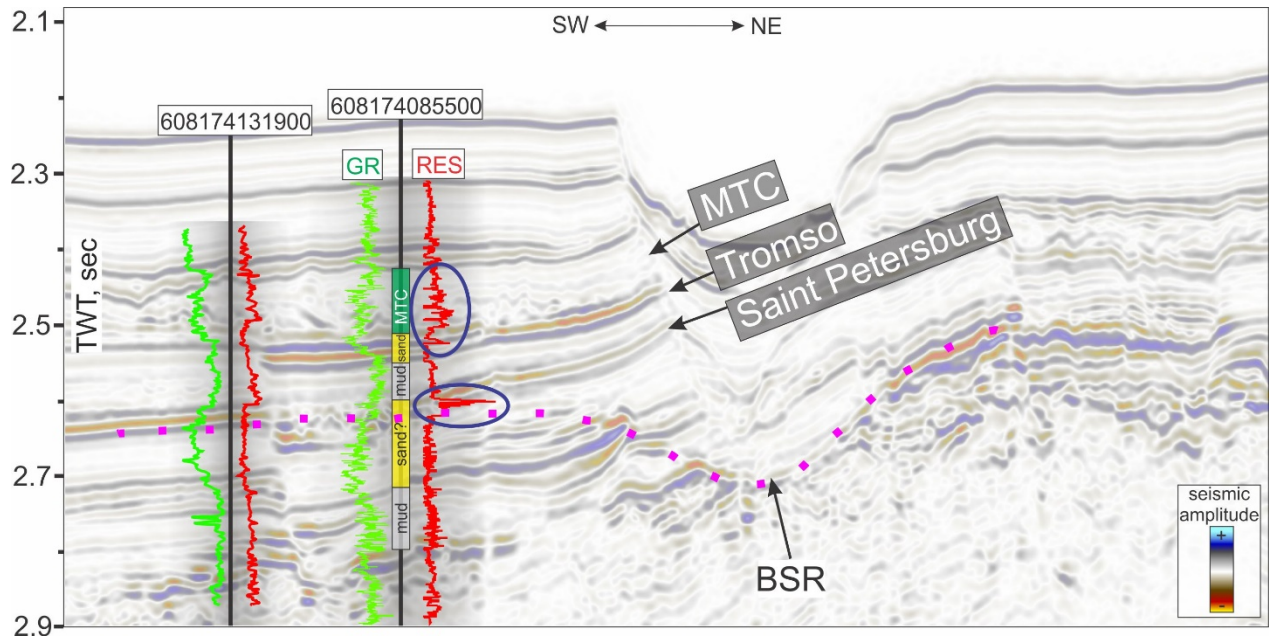 2.1
2.3
2.5
2.7
2.9
TWT, sec
SW
NE
608174131900
608174085500
GR
RES
MTC
sand
mud
sand?
mud
MTC
Tromso
Saint Petersburg
BSR
seismic
amplitude
+
-